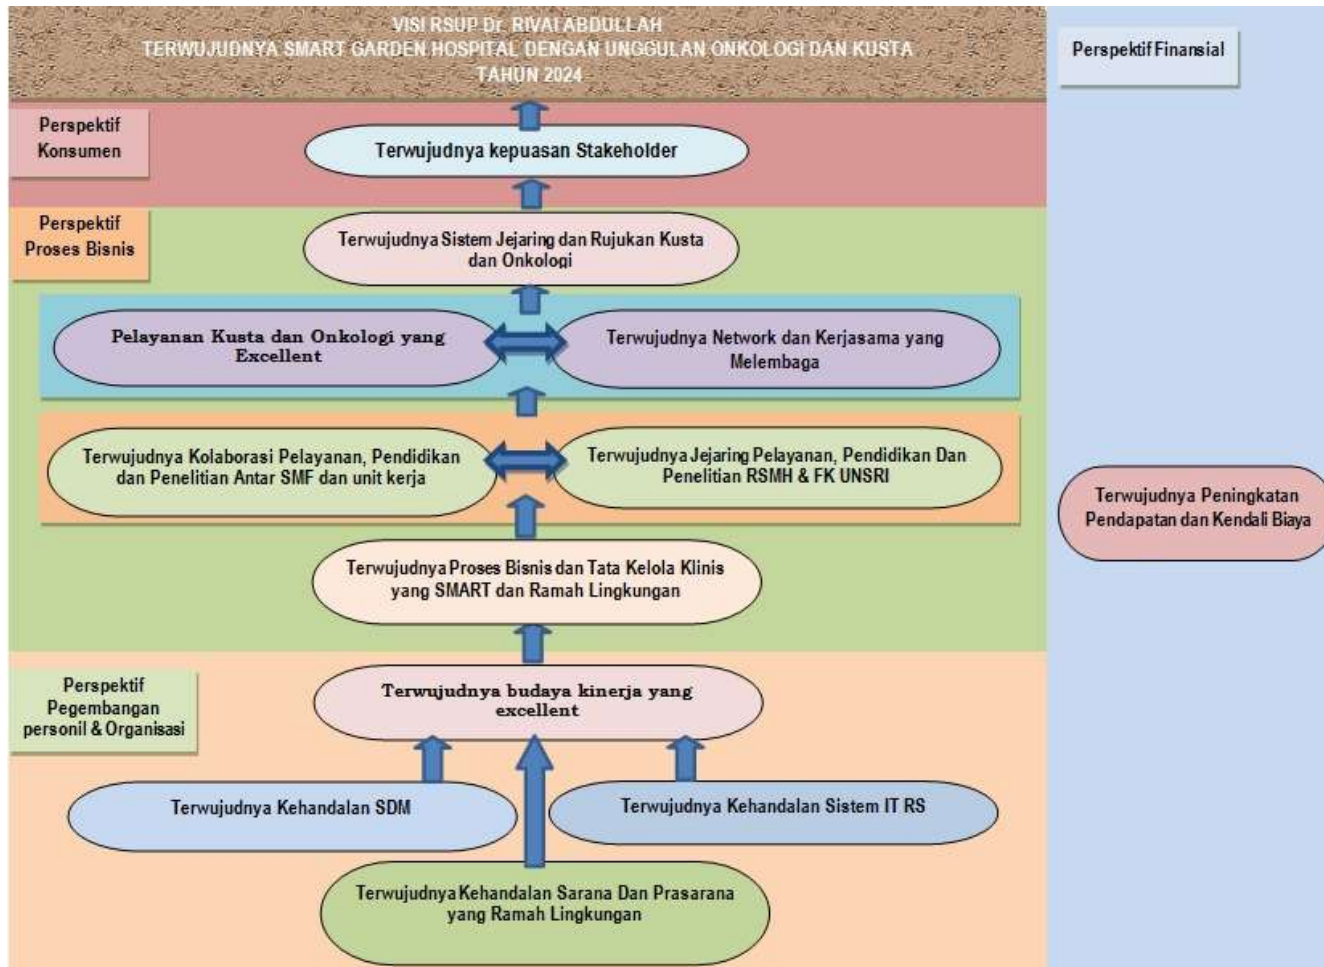 VISI RSUP Dr. RIVAI ABDULLAH
TERWUJUDNYA SMART GARDEN HOSPITAL DENGAN UNGGULAN ONKOLOGI DAN KUSTA
TAHUN 2024
Perspektif Finansial
Perspektif
Konsumen
Terwujudnya kepuasan Stakeholder
Perspektif
Proses Bisnis
Terwujudnya Sistem Jejaring dan Rujukan Kusta
dan Onkologi
Pelayanan Kusta dan Onkologi yang
Excellent
Terwujudnya Network dan Kerjasama yang
Melembaga
Terwujudnya Kolaborasi Pelayanan, Pendidikan
dan Penelitian Antar SMF dan unit kerja
Terwujudnya Jejaring Pelayanan, Pendidikan Dan
Penelitian RSMH & FK UNSRI
Terwujudnya Peningkatan
Pendapatan dan Kendali Biaya
Terwujudnya Proses Bisnis dan Tata Kelola Klinis
yang SMART dan Ramah Lingkungan
Perspektif
Pegembangan
personil & Organisasi
Terwujudnya budaya kinerja yang
excellent
Terwujudnya Kehandalan SDM
Terwujudnya Kehandalan Sistem IT RS
Terwujudnya Kehandalan Sarana Dan Prasarana
yang Ramah Lingkungan